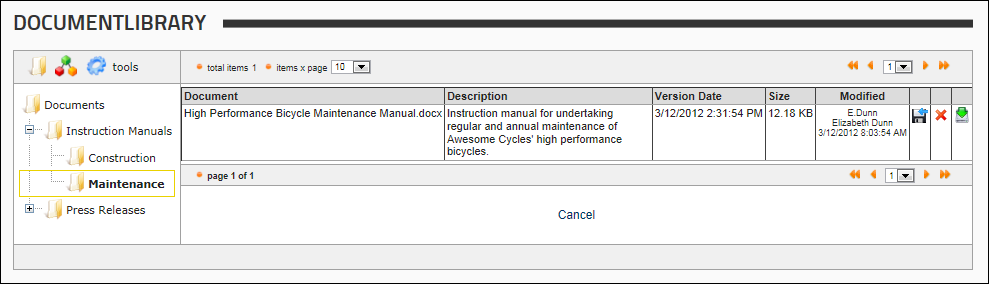 DOCUMENTLIBRARY
tools
total items 1 items x page 10
1
Documents
Instruction Manuals
Construction
Maintenance
Press Releases
Document Description Version Date Size Modified
High Performance Bicycle Maintenance Manual.docx
Instruction manual for undertaking
regular and annual maintenance of
Awesome Cycles' high performance
bicycles.
3/12/2012 2:31:54 PM
12.18 KB
E.Dunn
Elizabeth Dunn
3/12/2012 8:03:54 AM
page 1 of 1
1
Cancel